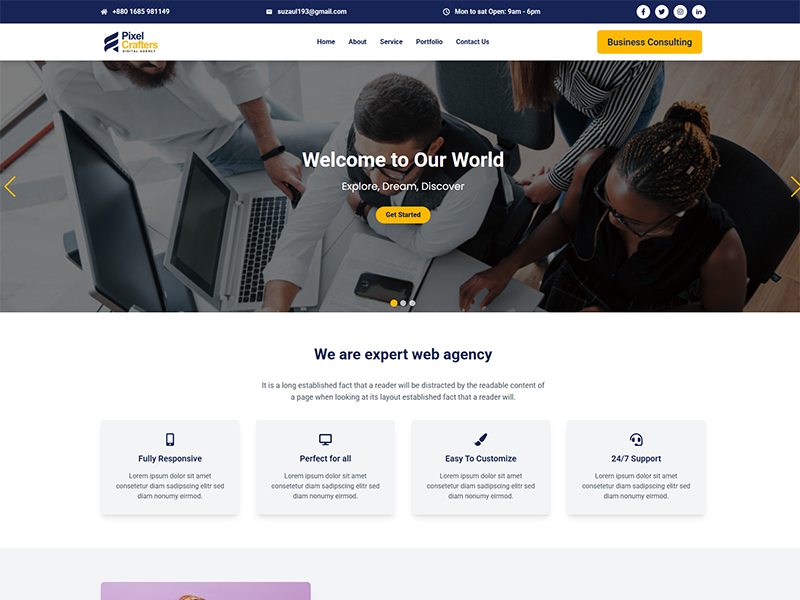 +880 1685 981149
suzaul193@gmail.com
Mon to sat Open: 9am - 6pm
Pixel
Crafters
DIGITAL AGENCY
Home
About
Service
Portfolio
Contact Us
Business Consulting
Welcome to Our World
Explore, Dream, Discover
Get Started
We are expert web agency
It is a long established fact that a reader will be distracted by the readable content of
a page when looking at its layout established fact that a reader will.
Fully Responsive
Lorem ipsum dolor sit amet
consetetur diam sadipscing elitr sed
diam nonumy eirmod.
Perfect for all
Lorem ipsum dolor sit amet
consetetur diam sadipscing elitr sed
diam nonumy eirmod.
Easy To Customize
Lorem ipsum dolor sit amet
consetetur diam sadipscing elitr sed
diam nonumy eirmod.
24/7 Support
Lorem ipsum dolor sit amet
consetetur diam sadipscing elitr sed
diam nonumy eirmod.